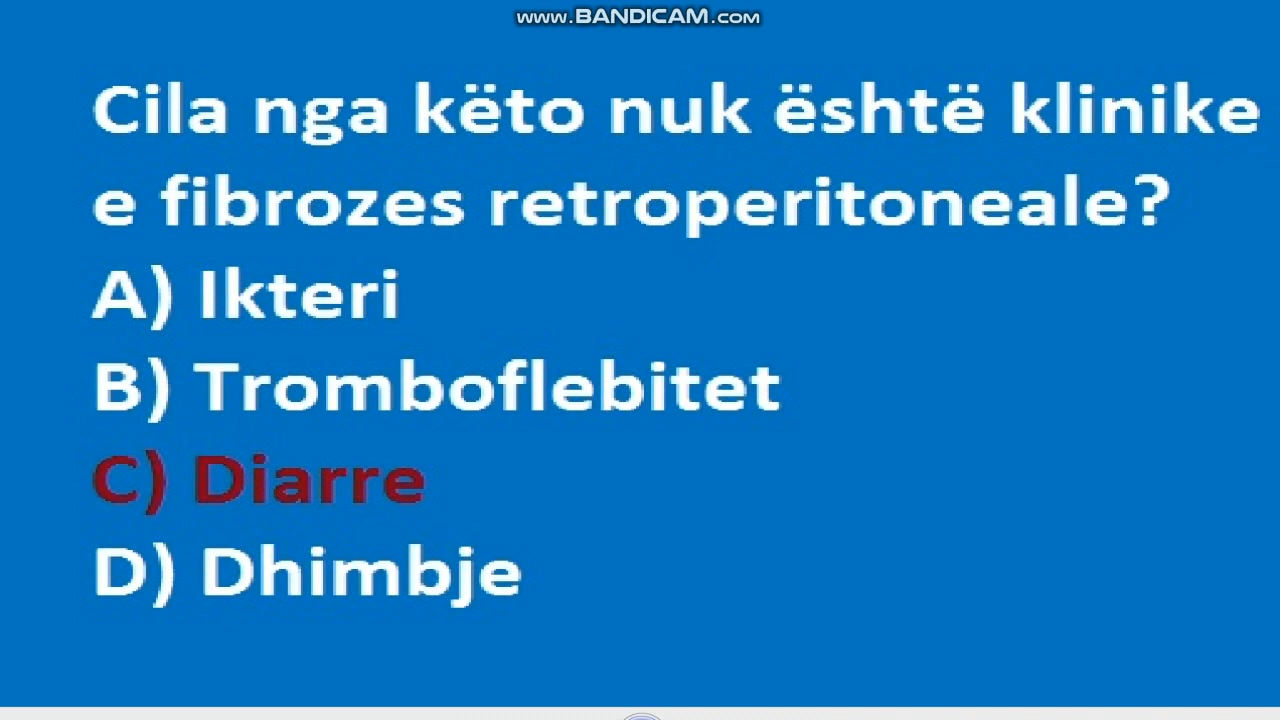 www.BANDICAM.com
Cila nga këto nuk është klinike
e fibrozes retroperitoneale?
A) Ikteri
B) Tromboflebitet
C) Diarre
D) Dhimbje